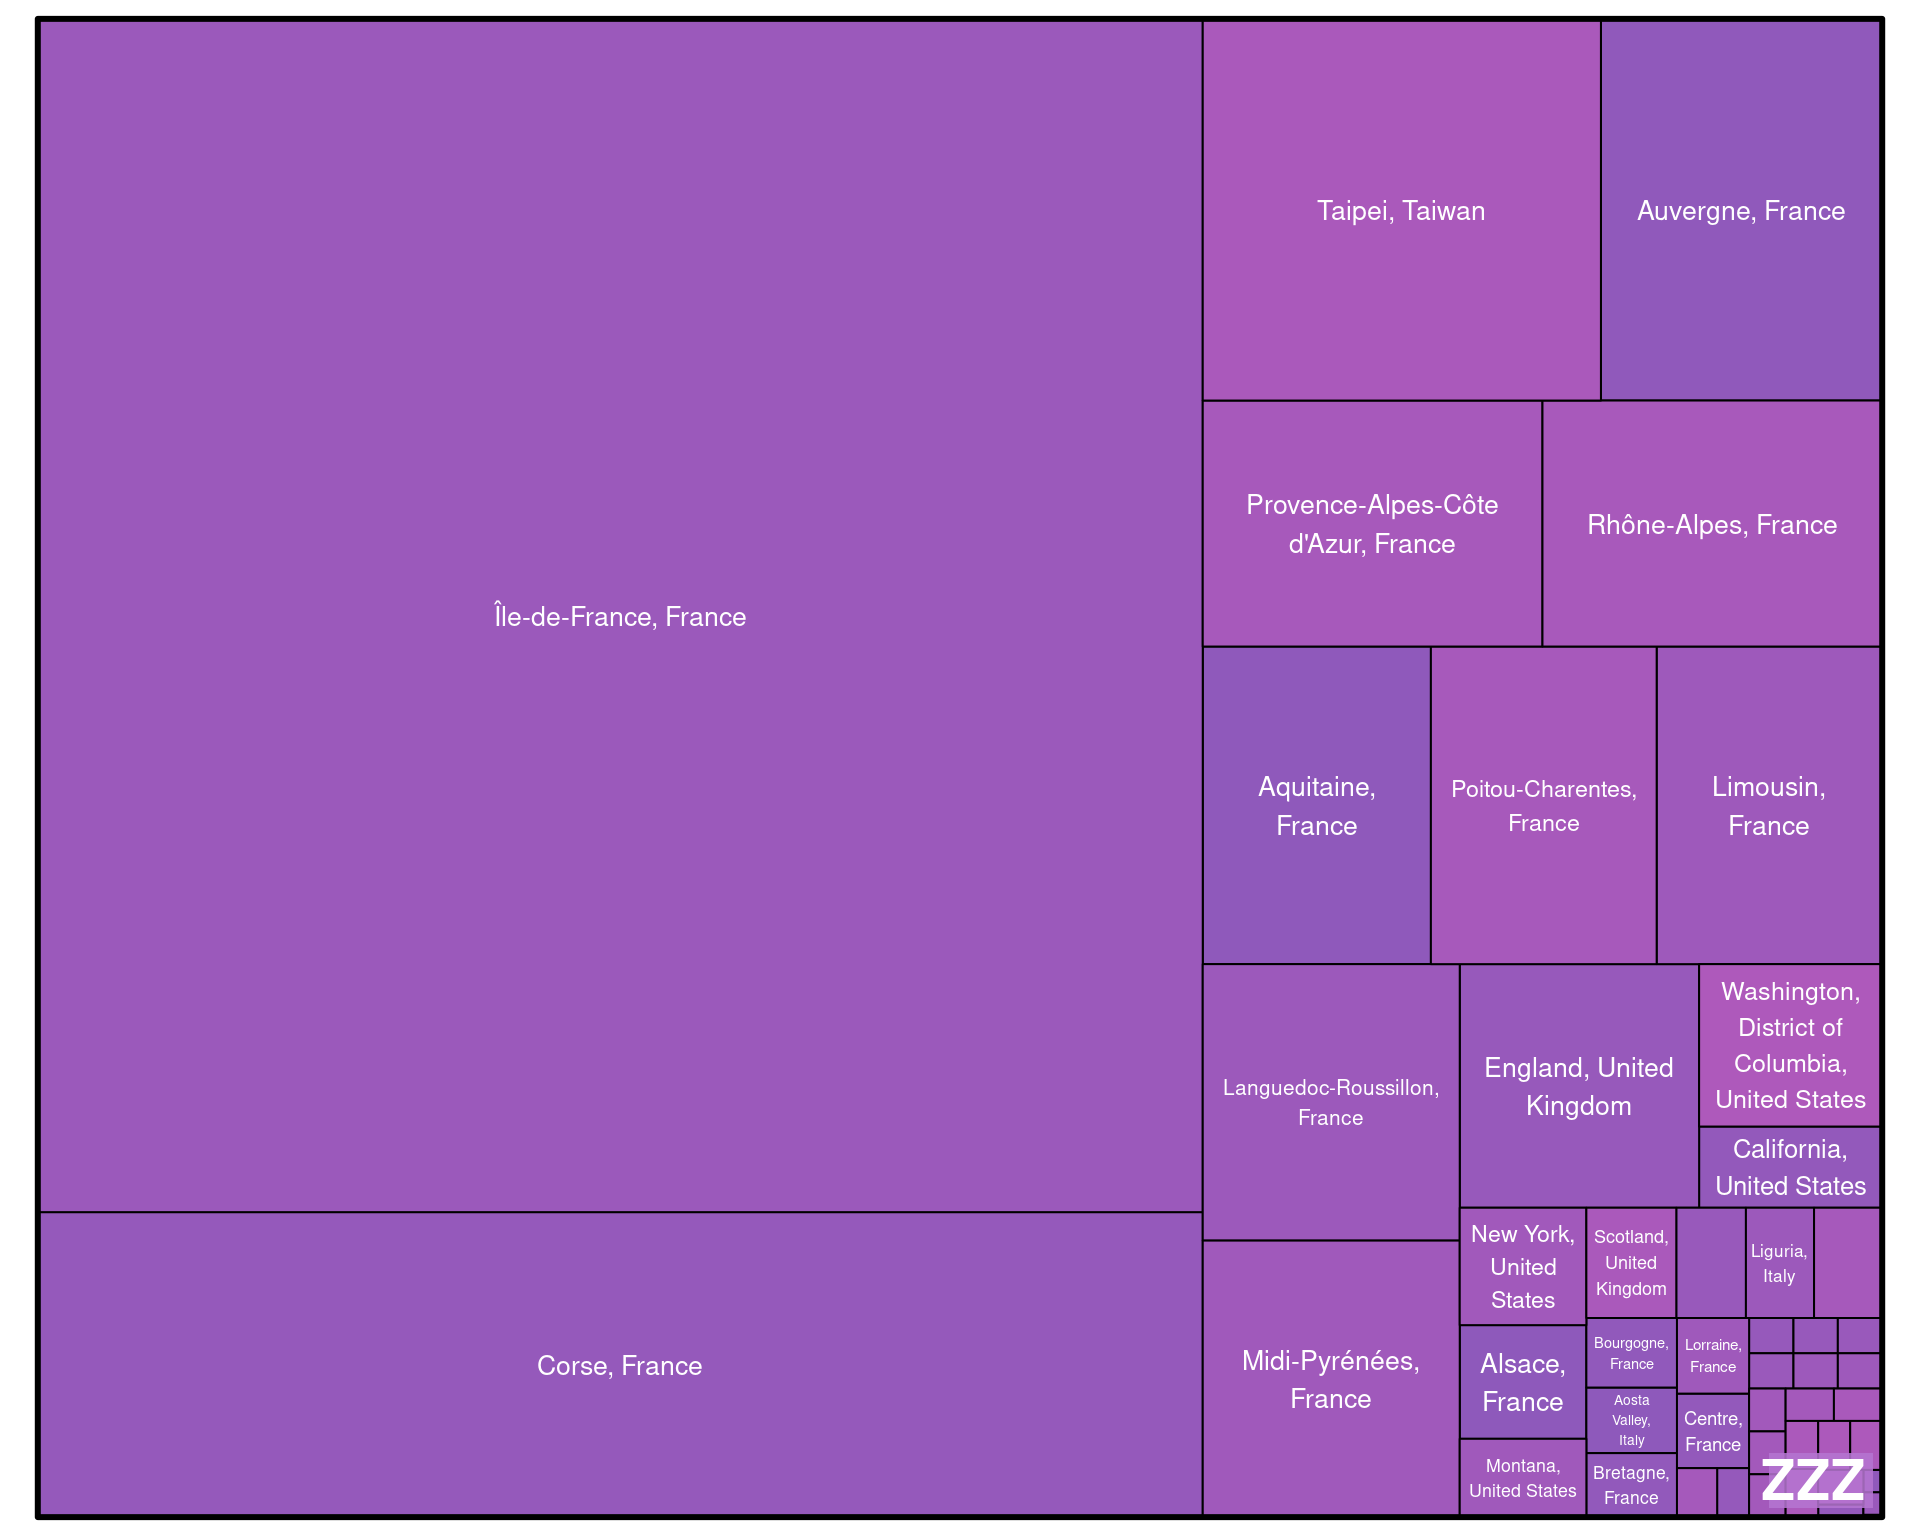 Île-de-France, France
Corse, France
Taipei, Taiwan
Auvergne, France
Provence-Alpes-Côte
d'Azur, France
Rhône-Alpes, France
Aquitaine,
France
Poitou-Charentes,
France
Limousin,
France
Languedoc-Roussillon,
France
England, United
Kingdom
Washington,
District of
Columbia,
United States
California,
United States
Midi-Pyrénées,
France
New York,
United
States
Scotland,
United
Kingdom
Liguria,
Italy
Alsace,
France
Bourgogne,
France
Lorraine,
France
Aosta
Valley,
Italy
Centre,
France
Montana,
United States
Bretagne,
France
ZZZ